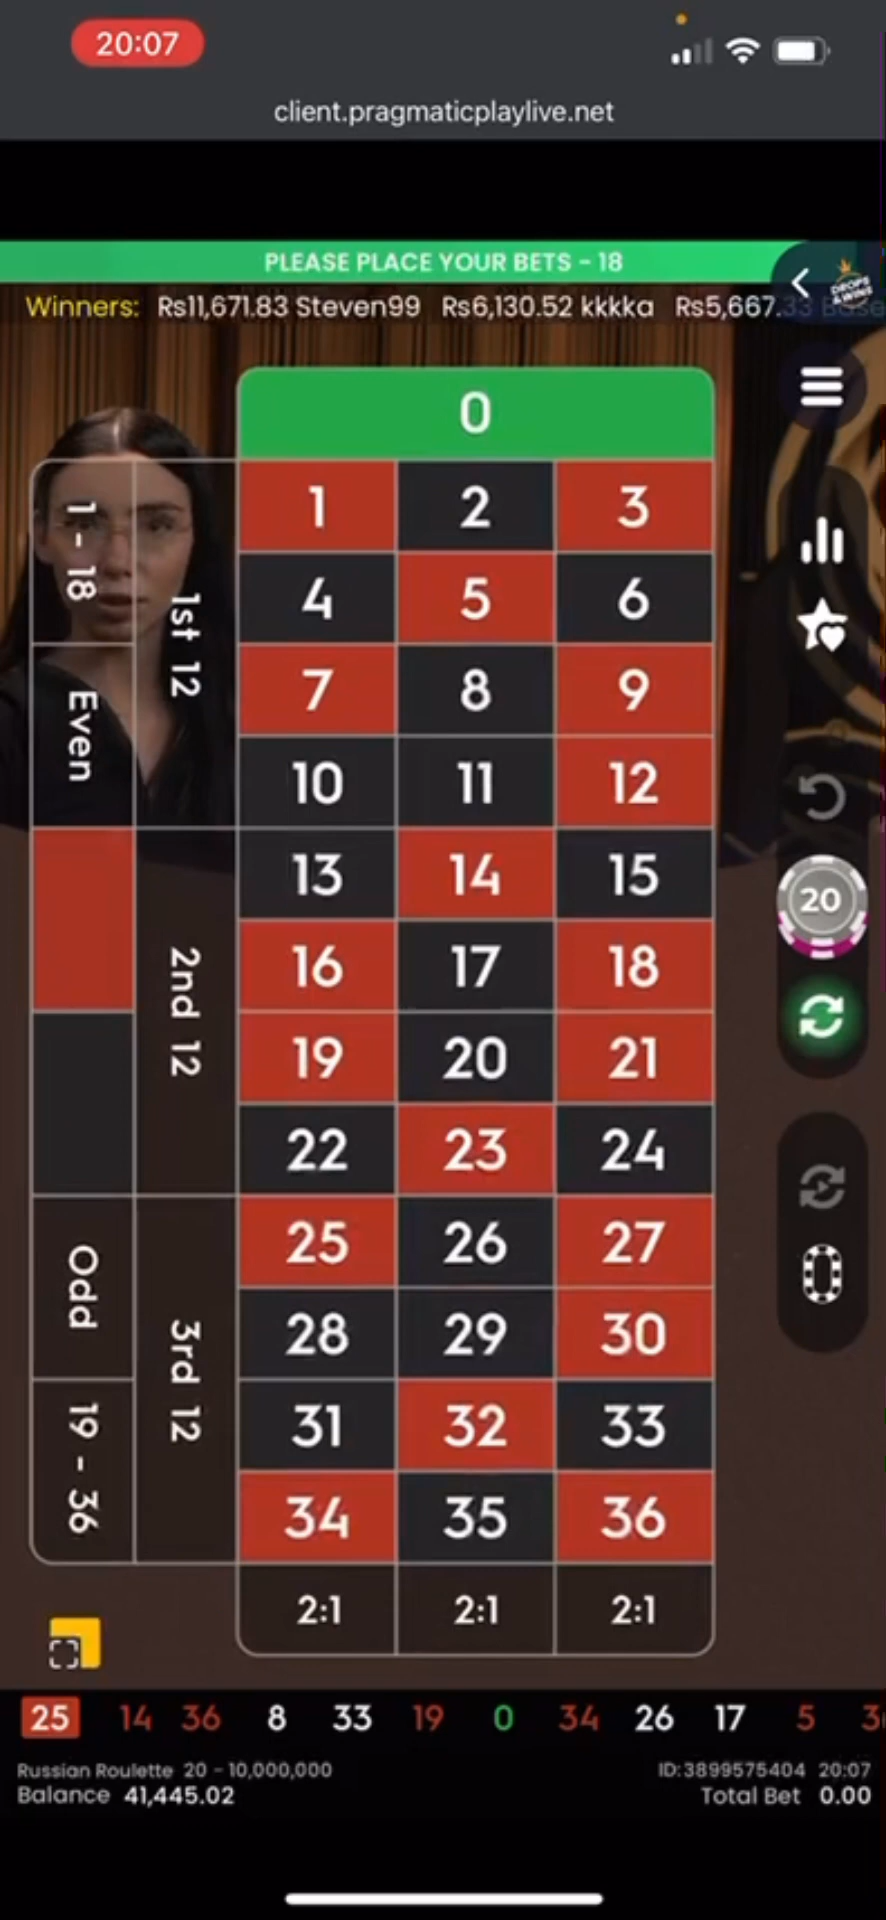 20:07
client.pragmaticplaylive.net
PLEASE PLACE YOUR BETS - 18
DROPS & WINS
Winners: Rs11,671.83 Steven99 Rs6,130.52 kkkka Rs5,667.33
0
1 2 3
4 5 6
7 8 9
10 11 12
13 14 15
16 17 18
19 20 21
22 23 24
25 26 27
28 29 30
31 32 33
34 35 36
2:1 2:1 2:1
1 - 18
Even
Odd
19 - 36
1st 12
2nd 12
3rd 12
20
25 14 36 8 33 19 0 34 26 17 5
Russian Roulette 20 - 10,000,000
ID:3899575404 20:07
Balance 41,445.02
Total Bet 0.00